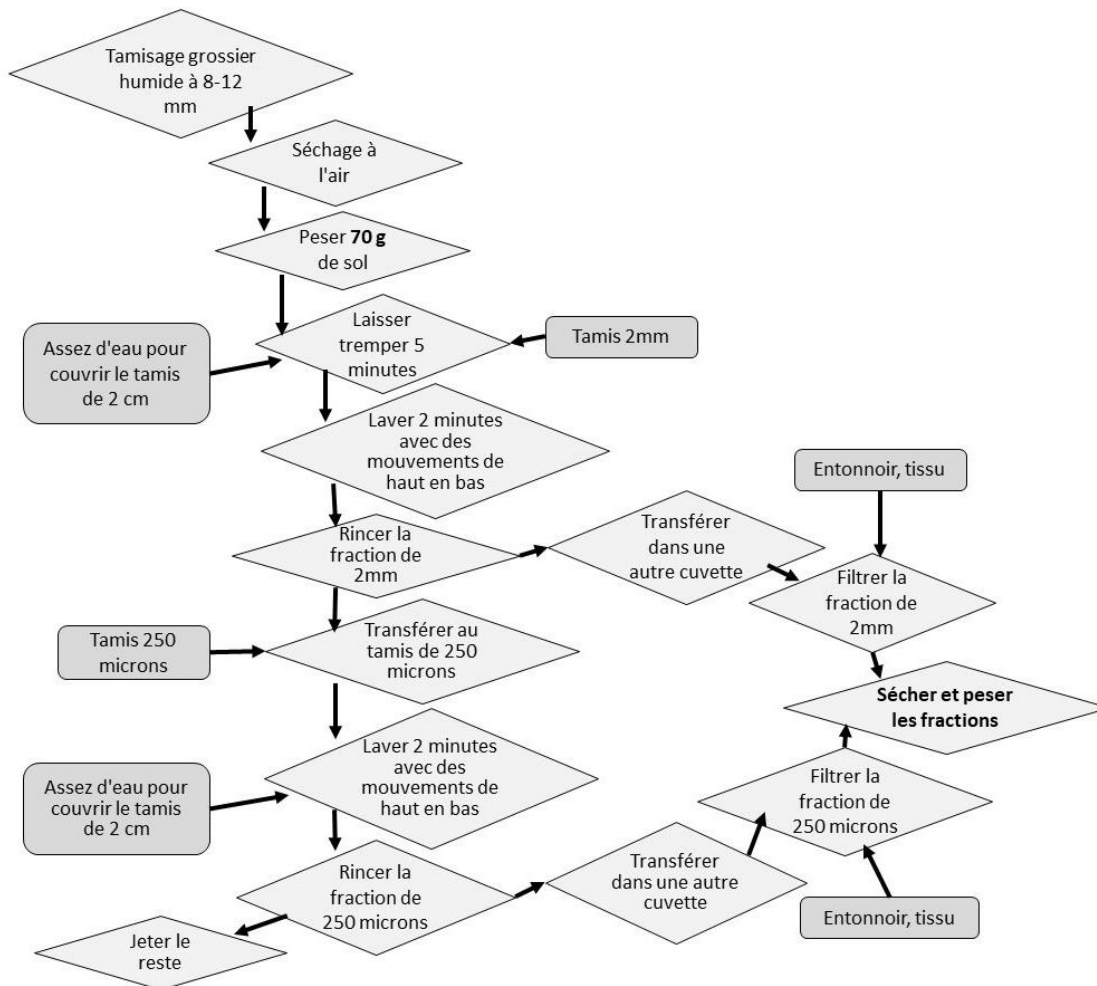 Tamisage grossier
humide à 8-12
mm
Séchage à
l'air
Peser 70 g
de sol
Laisser
tremper 5
minutes
Tamis 2mm
Assez d'eau pour
couvrir le tamis
de 2 cm
Laver 2 minutes
avec des
mouvements de
haut en bas
Entonnoir, tissu
Rincer la
fraction de
2mm
Transférer
dans une
autre cuvette
Filtrer la
fraction de
2mm
Tamis 250
microns
Transférer au
tamis de 250
microns
Sécher et peser
les fractions
Assez d'eau pour
couvrir le tamis
de 2 cm
Laver 2 minutes
avec des
mouvements de
haut en bas
Filtrer la
fraction de
250 microns
Rincer la
fraction de
250 microns
Transférer
dans une autre
cuvette
Entonnoir, tissu
Jeter le
reste